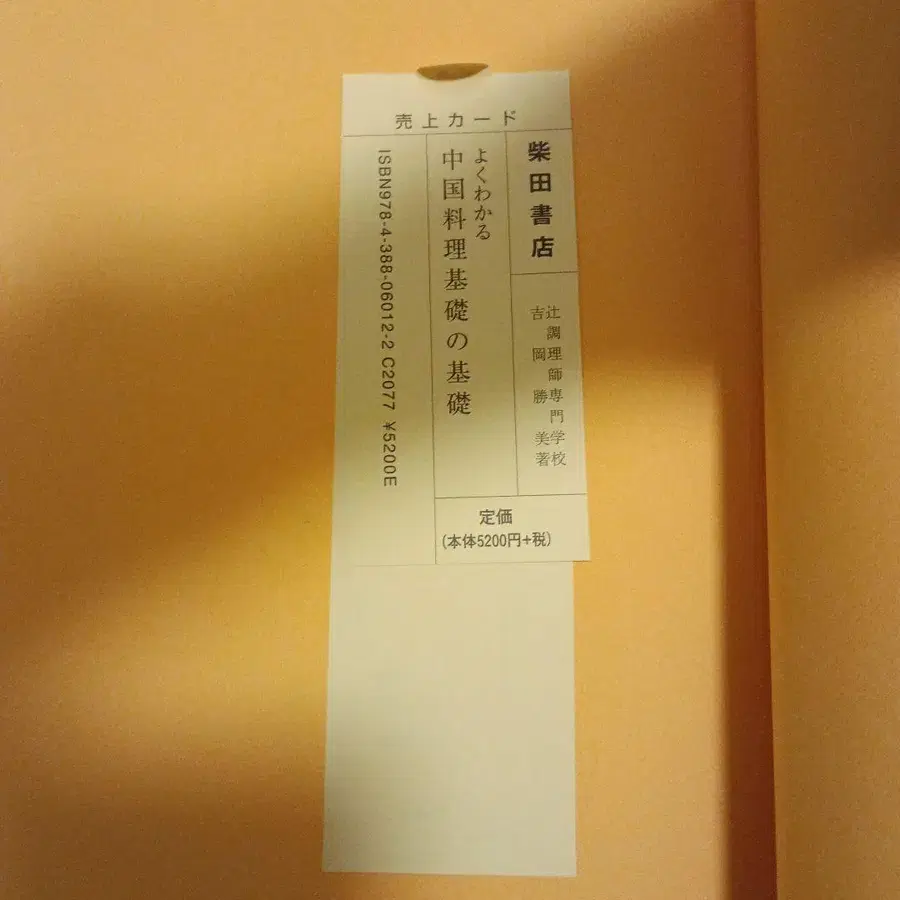 売上カード
柴田書店
辻調理師専門学校
吉岡勝美著
よくわかる
中国料理基礎の基礎
ISBN978-4-388-06012-2 C2077 ¥5200E
定価
(本体5200円+税)